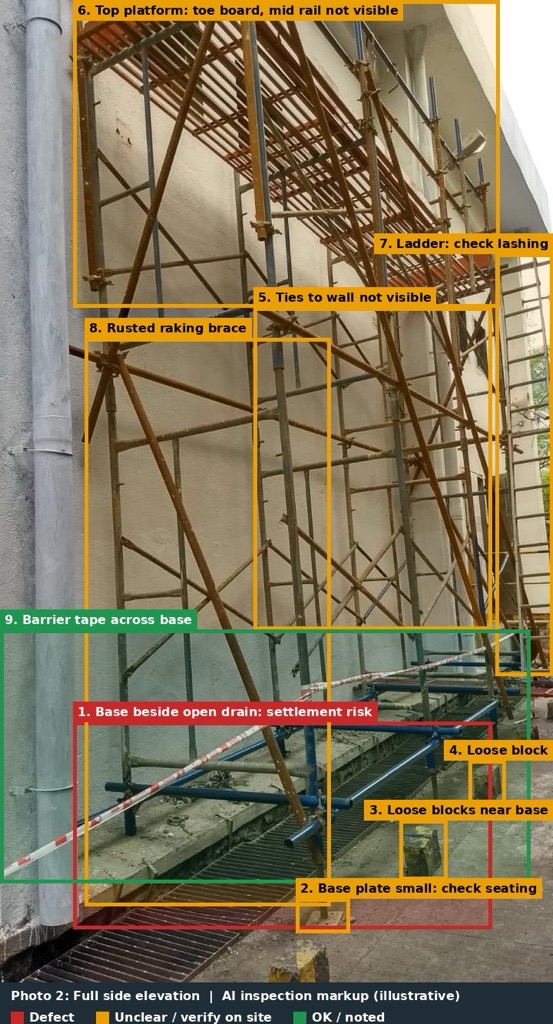 6. Top platform: toe board, mid rail not visible
7. Ladder: check lashing
5. Ties to wall not visible
8. Rusted raking brace
9. Barrier tape across base
1. Base beside open drain: settlement risk
4. Loose block
3. Loose blocks near base
2. Base plate small: check seating
Photo 2: Full side elevation | AI inspection markup (illustrative)
Defect
Unclear / verify on site
OK / noted